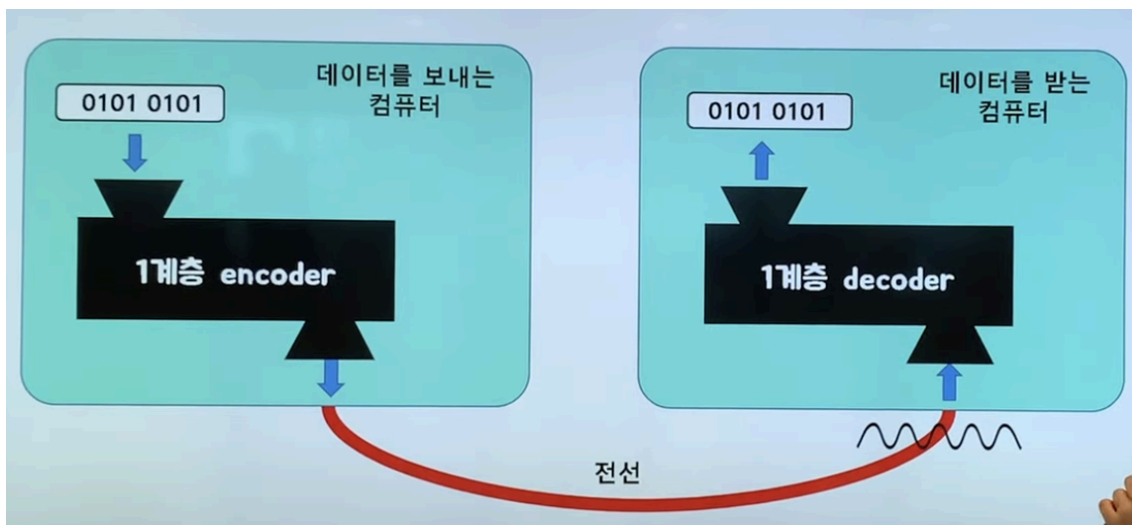 데이터를 보내는
컴퓨터
0101 0101
1계층 encoder
데이터를 받는
컴퓨터
0101 0101
1계층 decoder
전선